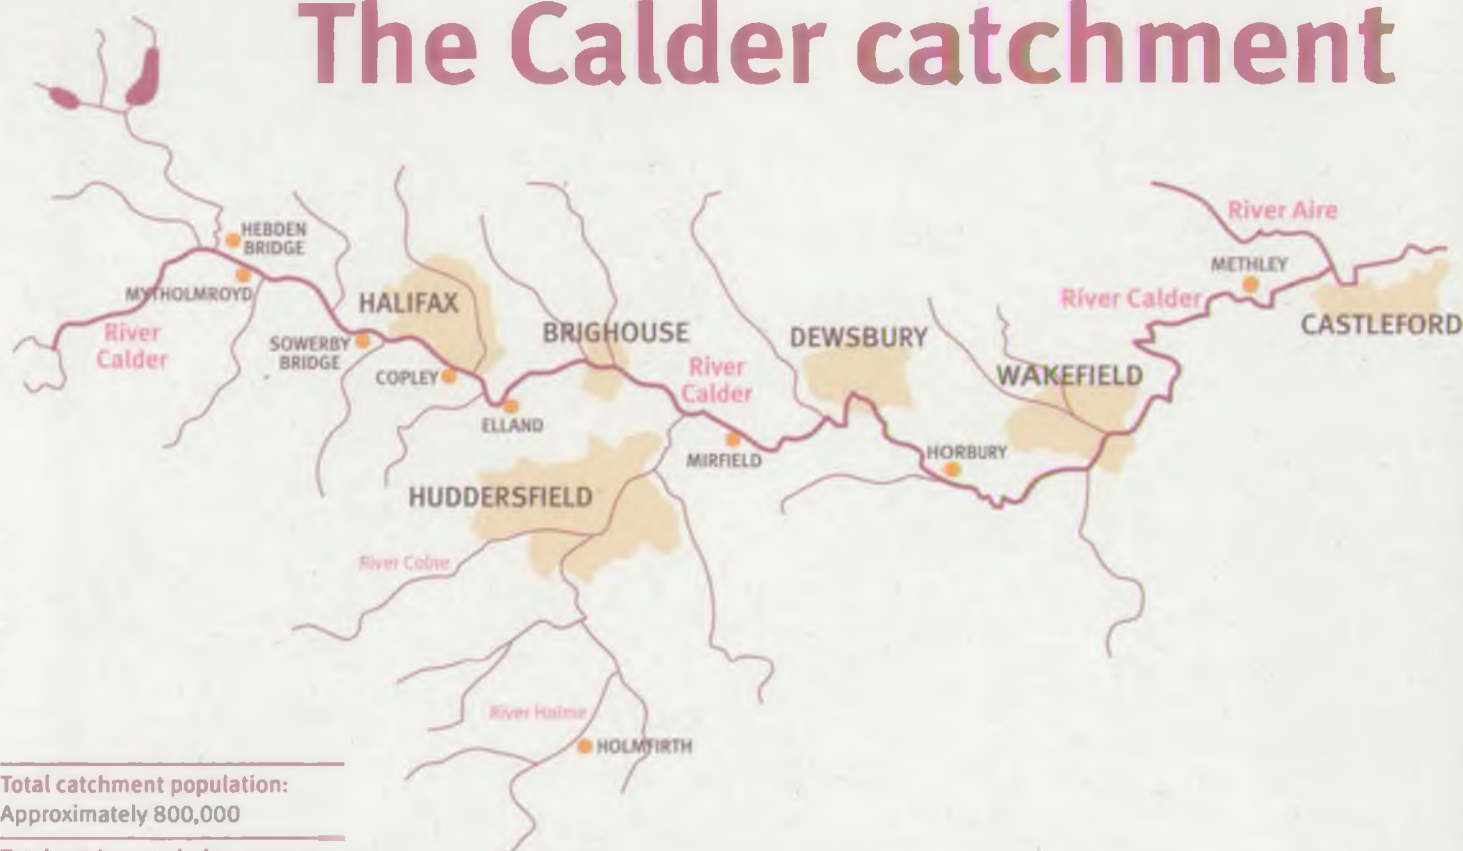 The Calder catchment
HEBDEN
BRIDGE
MYTHOLMROYD
River
Calder
SOWERBY
BRIDGE
HALIFAX
COPLEY
ELLAND
BRIGHOUSE
River
Calder
MIRFIELD
DEWSBURY
HUDDERSFIELD
River Colne
River Holme
HOLMFIRTH
HORBURY
WAKEFIELD
River Calder
METHLEY
River Aire
CASTLEFORD
Total catchment population:
Approximately 800,000